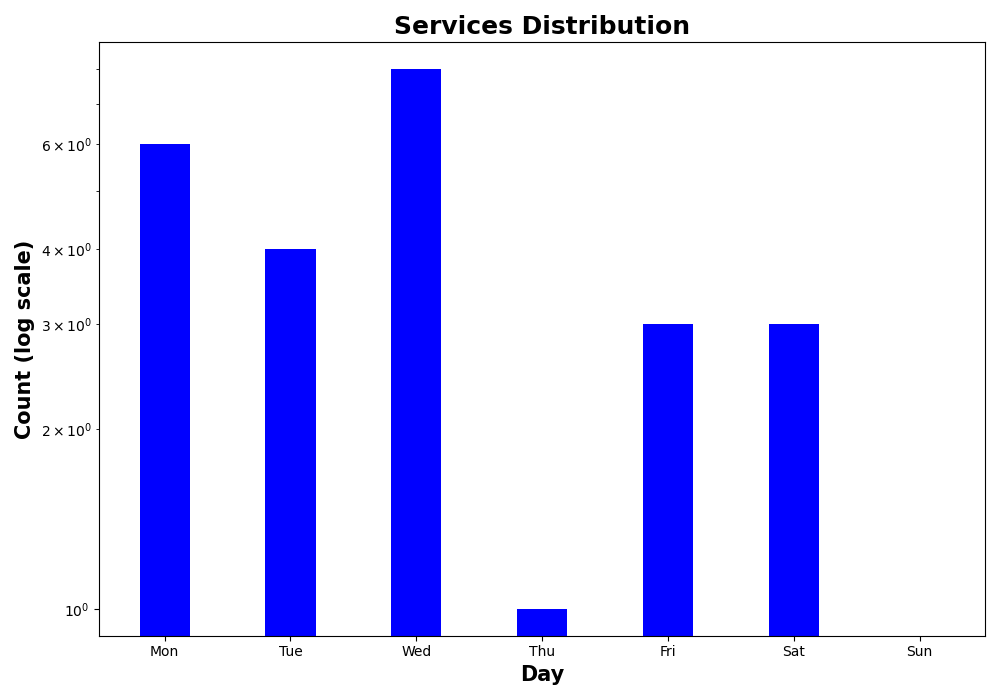 Services Distribution
Count (log scale)
6 × 10⁰
4 × 10⁰
3 × 10⁰
2 × 10⁰
10⁰
Mon Tue Wed Thu Fri Sat Sun
Day